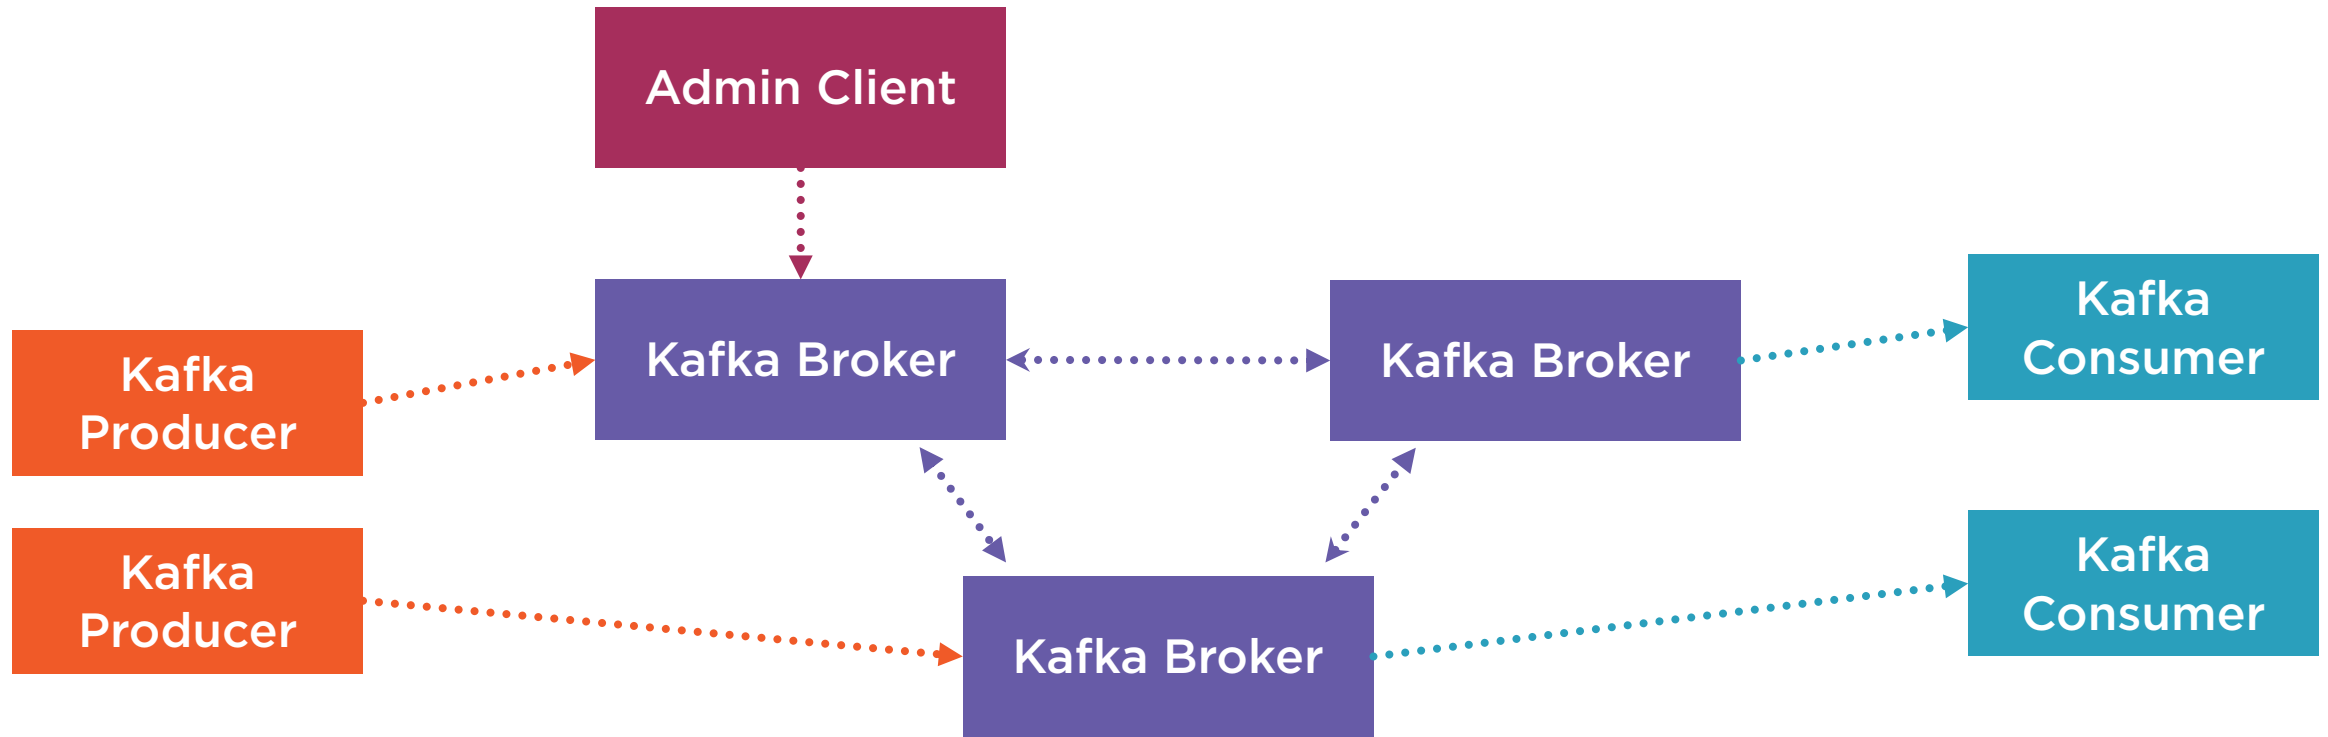 Admin Client
Kafka Broker
Kafka Broker
Kafka
Consumer
Kafka
Producer
Kafka
Producer
Kafka Broker
Kafka
Consumer